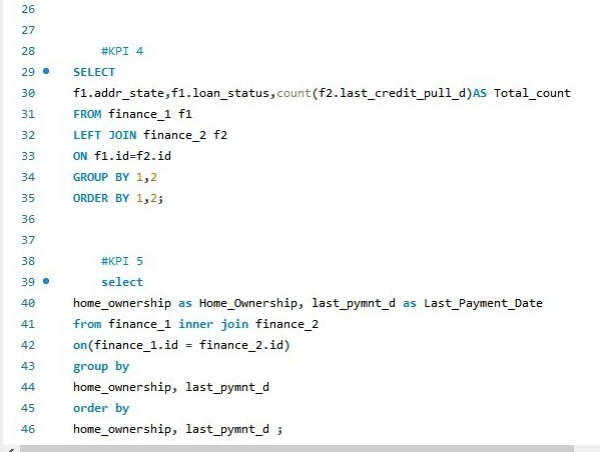 26
27
28 #KPI 4
29 SELECT
30 f1.addr_state,f1.loan_status,count(f2.last_credit_pull_d)AS Total_count
31 FROM finance_1 f1
32 LEFT JOIN finance_2 f2
33 ON f1.id=f2.id
34 GROUP BY 1,2
35 ORDER BY 1,2;
36
37
38 #KPI 5
39 select
40 home_ownership as Home_Ownership, last_pymnt_d as Last_Payment_Date
41 from finance_1 inner join finance_2
42 on(finance_1.id = finance_2.id)
43 group by
44 home_ownership, last_pymnt_d
45 order by
46 home_ownership, last_pymnt_d ;